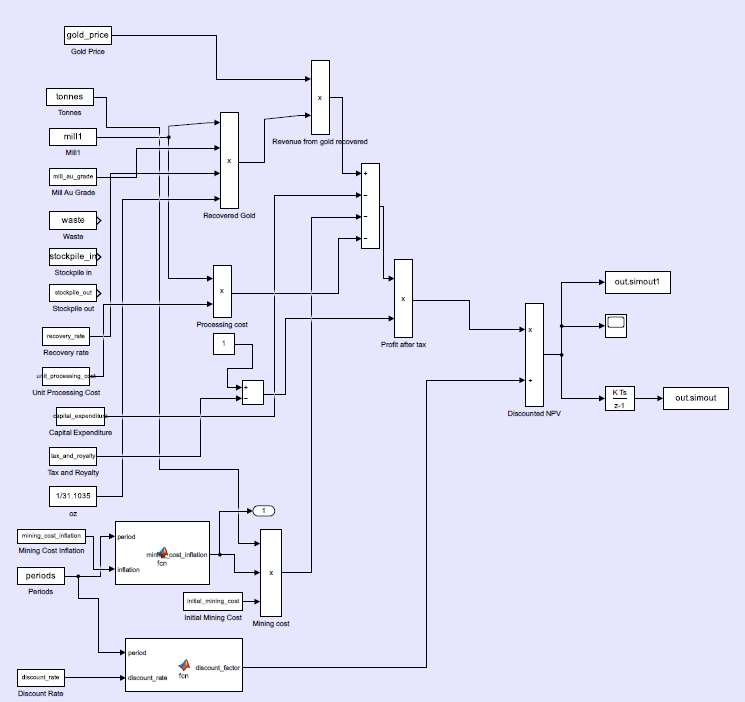 gold_price
Gold Price
tonnes
Tonnes
mill1
Mill1
mill_au_grade
Mill Au Grade
waste
Waste
stockpile_in
Stockpile in
stockpile_out
Stockpile out
recovery_rate
Recovery rate
unit_processing_cost
Unit Processing Cost
capital_expenditure
Capital Expenditure
tax_and_royalty
Tax and Royalty
1/31.1035
oz
mining_cost_inflation
Mining Cost Inflation
periods
Periods
discount_rate
Discount Rate
x
Revenue from gold recovered
x
Recovered Gold
x
Processing cost
1
+
−
+
−
−
−
x
Profit after tax
x
÷
Discounted NPV
out.simout1
K Ts
z-1
out.simout
period
inflation
mining_cost_inflation
fcn
1
initial_mining_cost
Initial Mining Cost
x
Mining cost
period
discount_rate
discount_factor
fcn